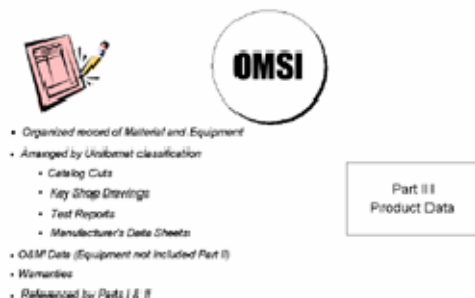 OMSI
• Organized record of Material and Equipment
• Arranged by Uniformat classification
• Catalog Cuts
• Key Shop Drawings
• Test Reports
• Manufacturer's Data Sheets
• O&M Data (Equipment not included Part II)
• Warranties
• Referenced by Parts I & II
Part III
Product Data